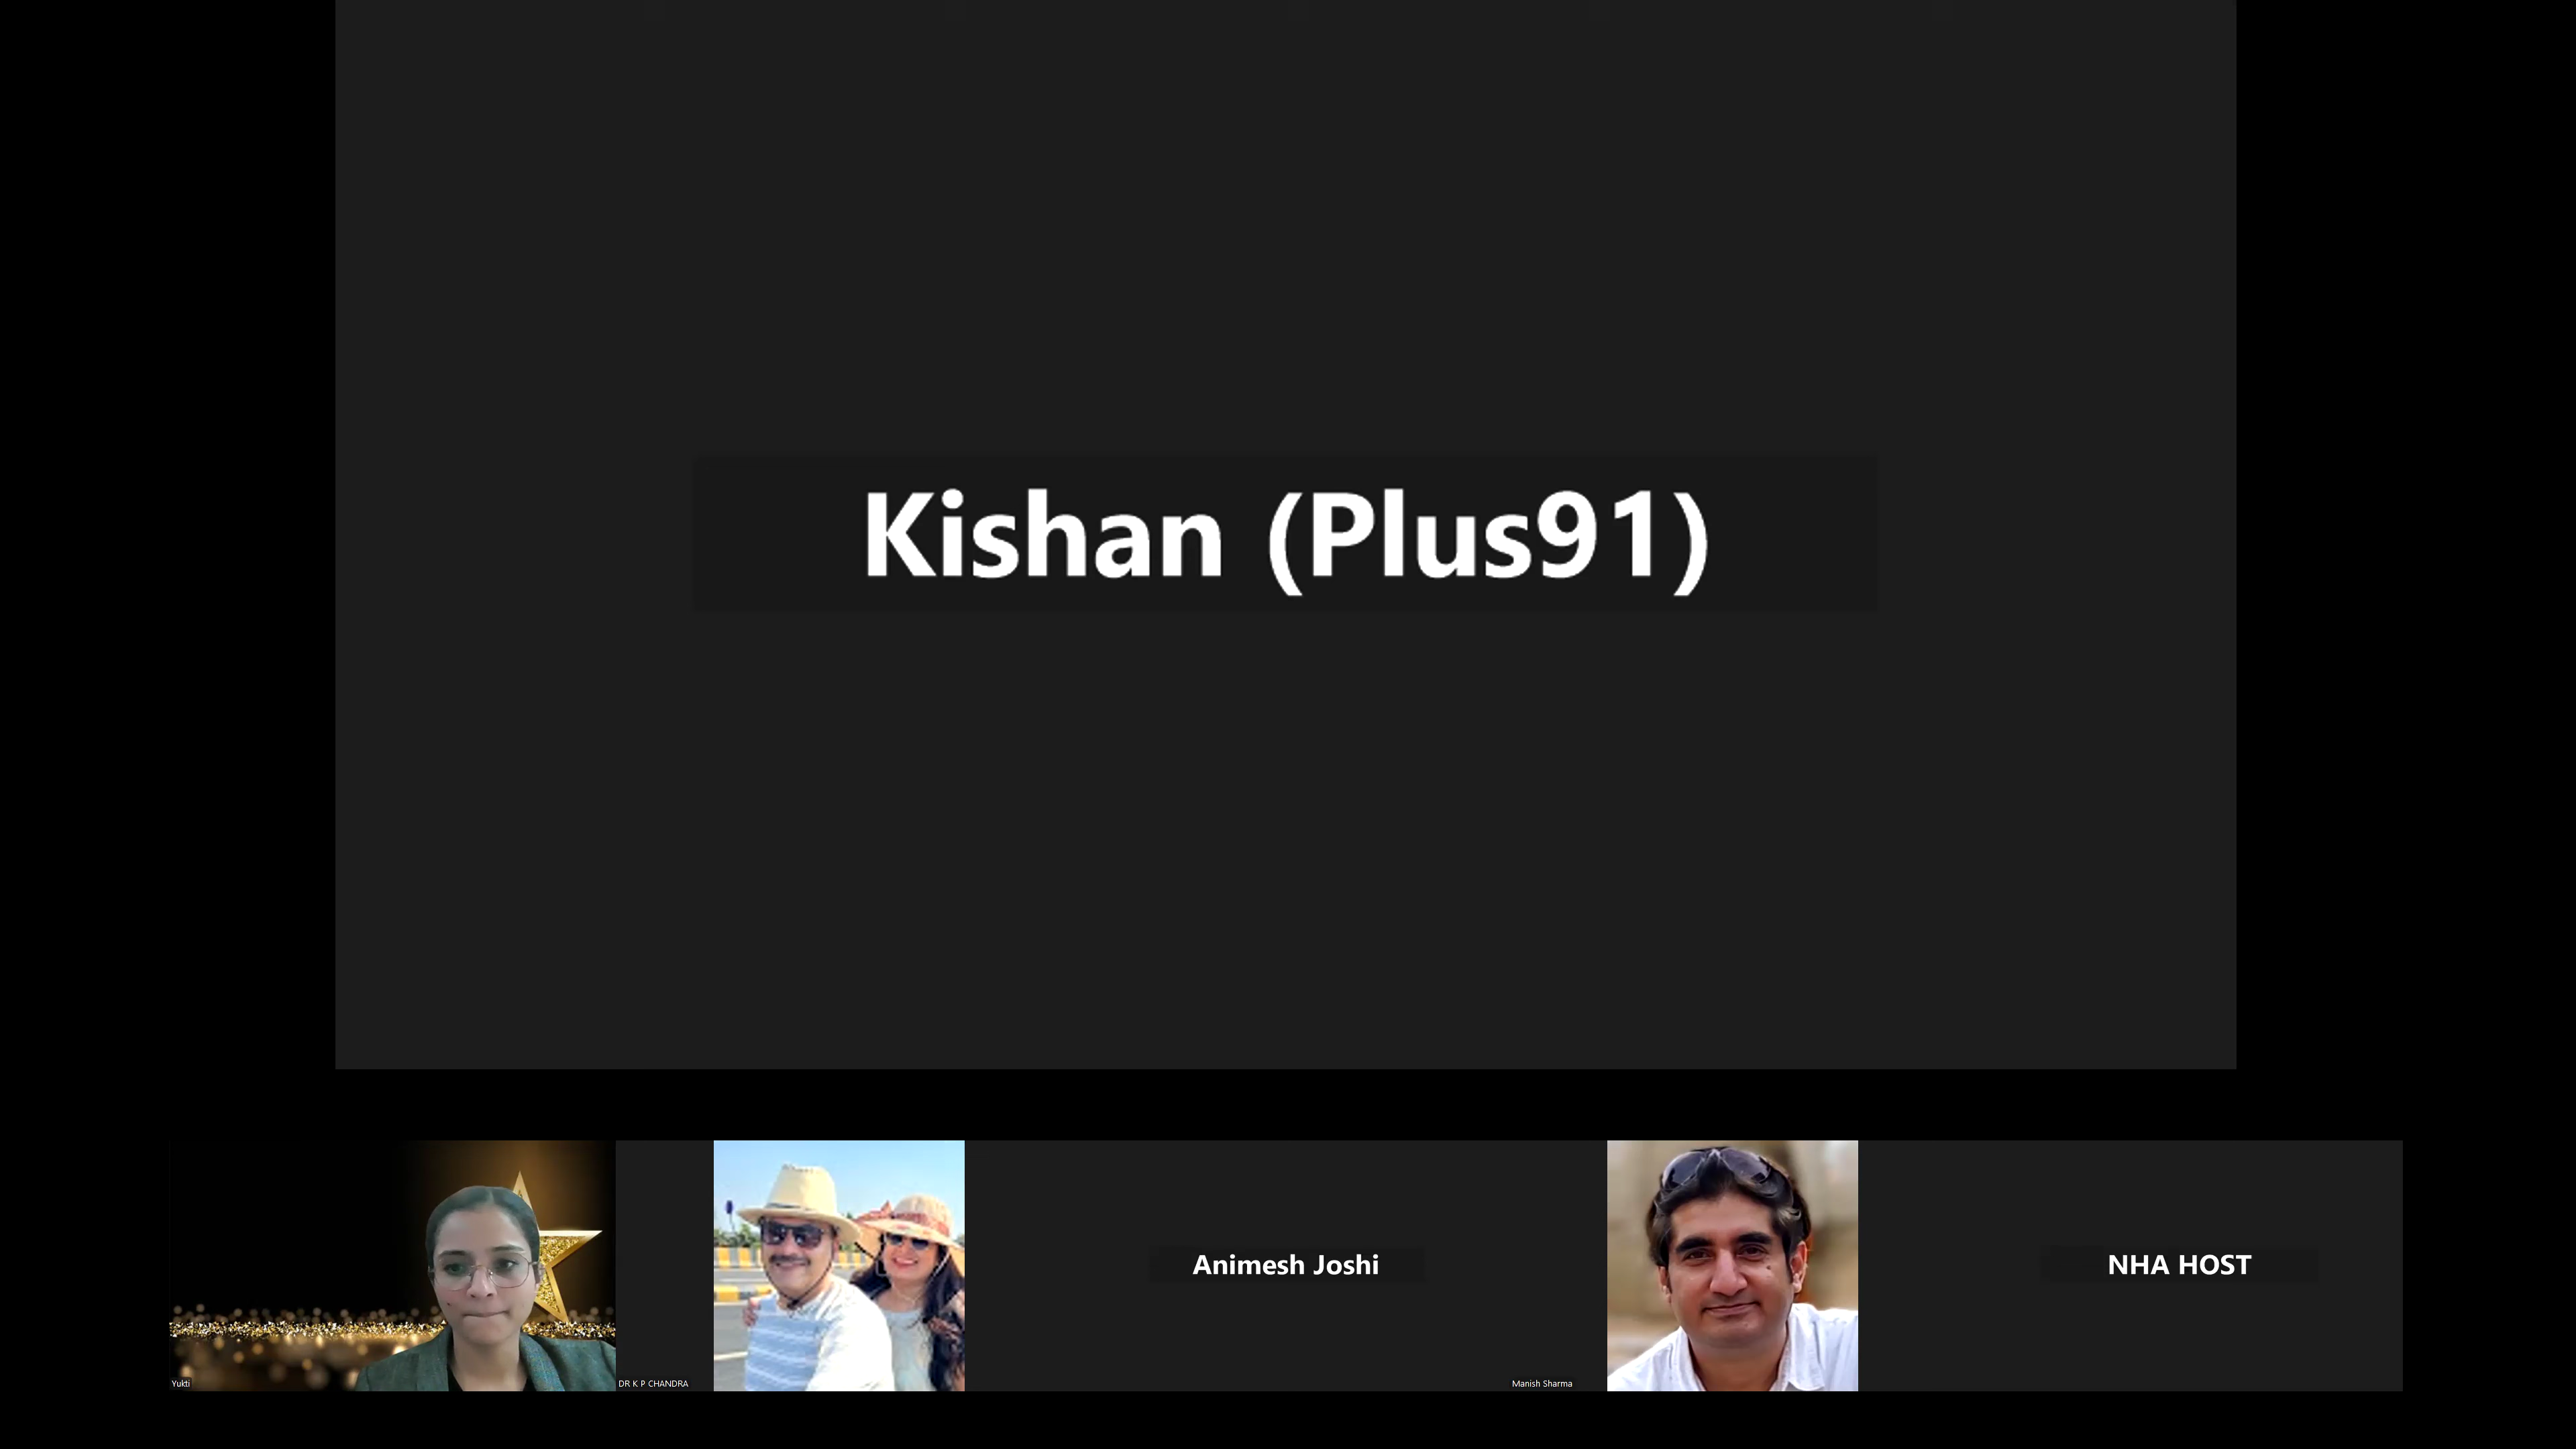 Kishan (Plus91)
Yukti
DR K P CHANDRA
Animesh Joshi
Manish Sharma
NHA HOST